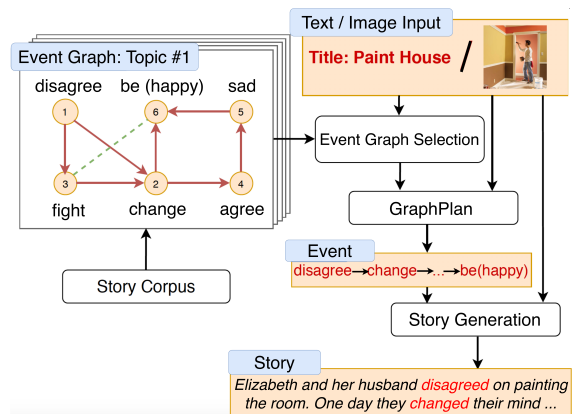 Event Graph: Topic #1
disagree be (happy) sad
1 6 5
3 2 4
fight change agree
Story Corpus
Text / Image Input
Title: Paint House /
Event Graph Selection
GraphPlan
Event
disagree→change→...→be(happy)
Story Generation
Story
Elizabeth and her husband disagreed on painting
the room. One day they changed their mind ...